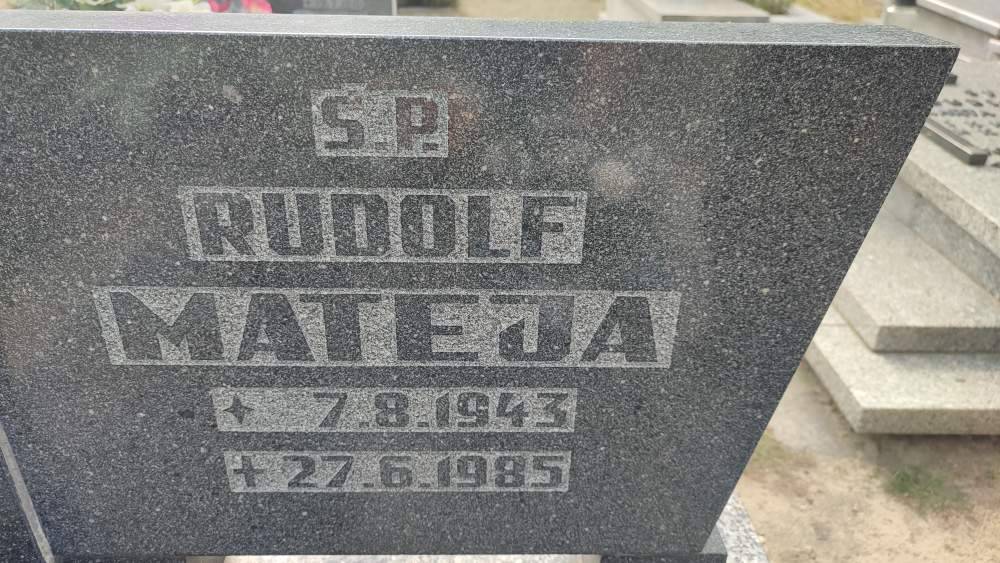 Ś.P.
RUDOLF
MATEJA
7.8.1943
27.6.1985